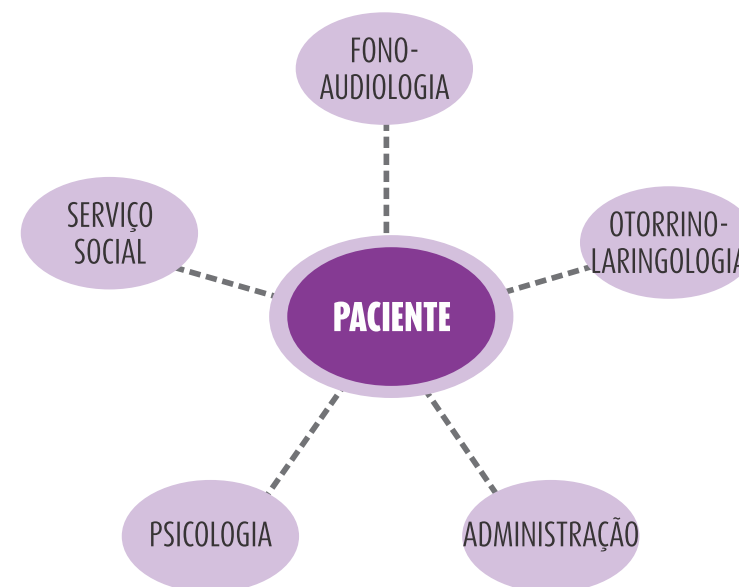 FONO-
AUDIOLOGIA
SERVIÇO
SOCIAL
OTORRINO-
LARINGOLOGIA
PACIENTE
PSICOLOGIA
ADMINISTRAÇÃO